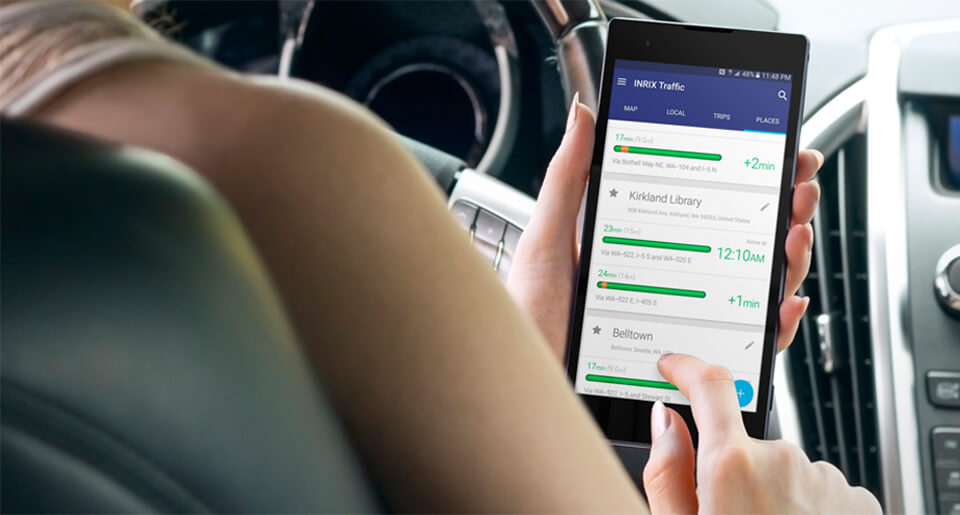 48% 11:48 PM
INRIX Traffic
MAP LOCAL TRIPS PLACES
17min (9.0mi)
+2min
Via Bothell Way NE, WA-104 and I-5 N
Kirkland Library
308 Kirkland Ave, Kirkland, WA 98033, United States
23min (15mi)
Arrive at
12:10AM
Via WA-522, I-5 S and WA-520 E
24min (14mi)
+1min
Via WA-522 E, I-405 S
Belltown
Belltown, Seattle, WA
17min (9.0mi)
+
Via WA-522, I-5 S and Stewart St